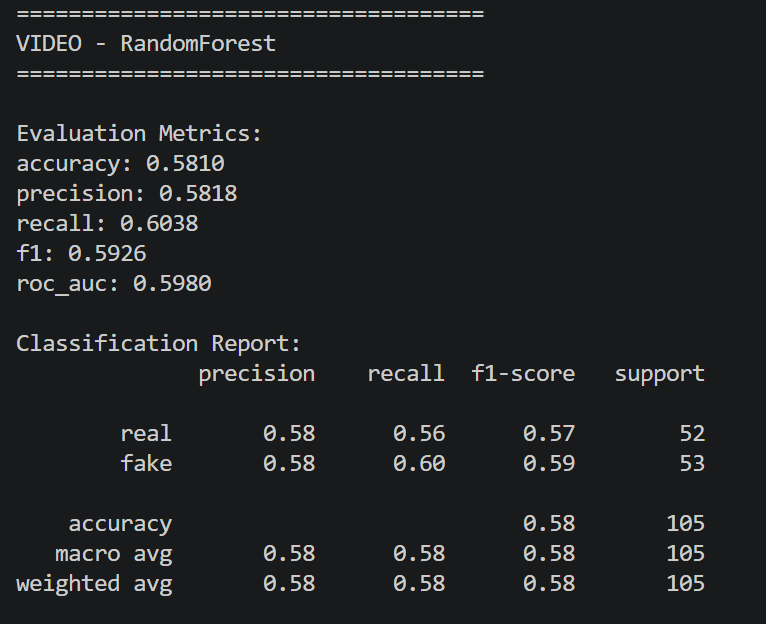 ====================================
VIDEO - RandomForest
====================================
Evaluation Metrics:
accuracy: 0.5810
precision: 0.5818
recall: 0.6038
f1: 0.5926
roc_auc: 0.5980
Classification Report:
              precision    recall  f1-score   support
        real       0.58      0.56      0.57        52
        fake       0.58      0.60      0.59        53
    accuracy                           0.58       105
   macro avg       0.58      0.58      0.58       105
weighted avg       0.58      0.58      0.58       105